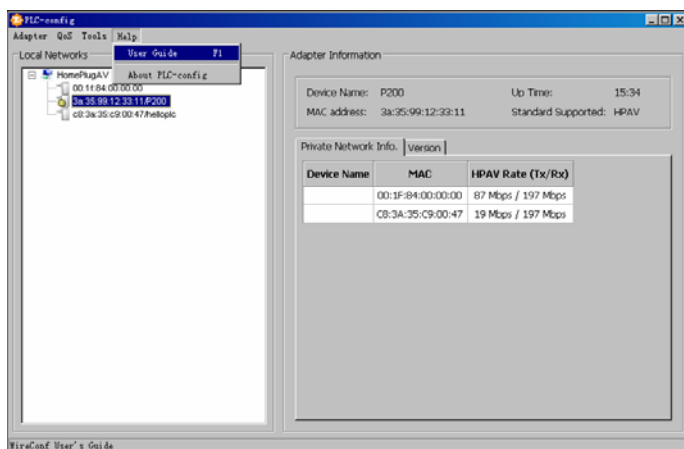 PLC-config
Adapter QoS Tools Help
User Guide F1
About PLC-config
Local Networks
HomePlugAV
00:1f:84:00:00:00
3a:35:99:12:33:11/P200
c8:3a:35:c9:00:47/helloplc
Adapter Information
Device Name: P200 Up Time: 15:34
MAC address: 3a:35:99:12:33:11 Standard Supported: HPAV
Private Network Info. Version
Device Name MAC HPAV Rate (Tx/Rx)
00:1F:84:00:00:00 87 Mbps / 197 Mbps
C8:3A:35:C9:00:47 19 Mbps / 197 Mbps
WireConf User's Guide